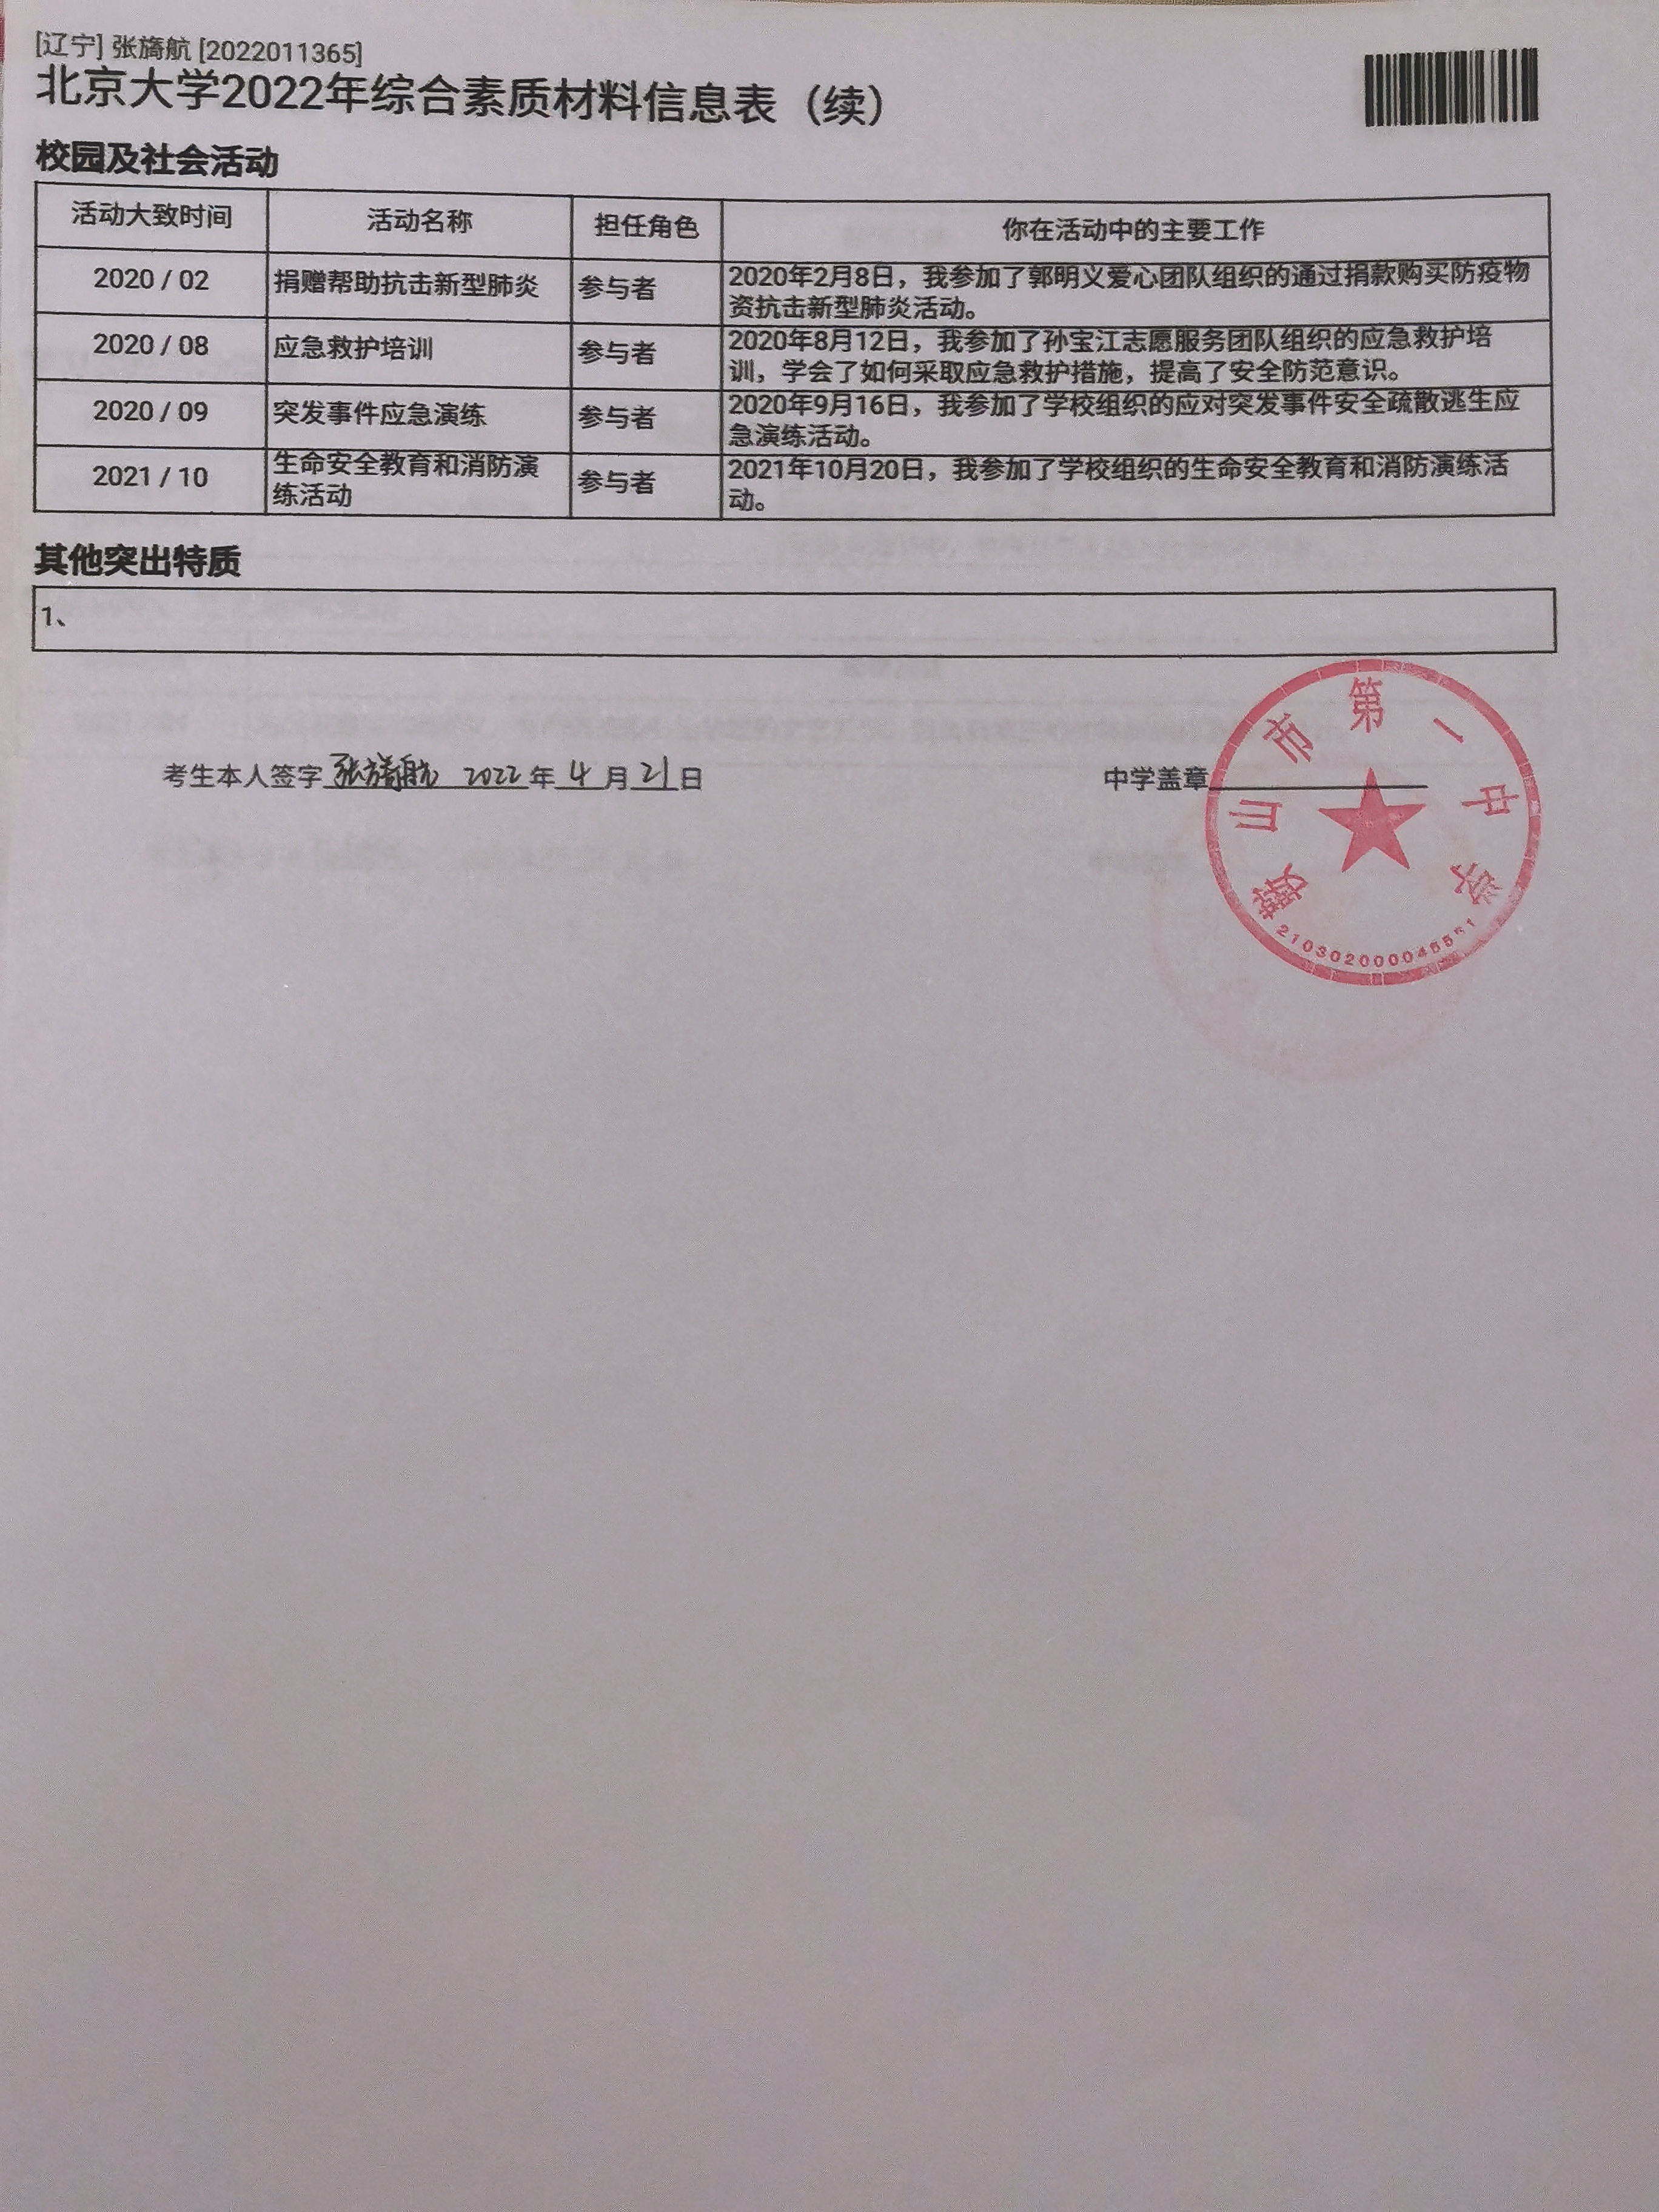 [辽宁] 张旖航 [2022011365]
北京大学2022年综合素质材料信息表（续）
校园及社会活动
活动大致时间 活动名称 担任角色 你在活动中的主要工作
2020 / 02 捐赠帮助抗击新型肺炎 参与者 2020年2月8日，我参加了郭明义爱心团队组织的通过捐款购买防疫物
资抗击新型肺炎活动。
2020 / 08 应急救护培训 参与者 2020年8月12日，我参加了孙宝江志愿服务团队组织的应急救护培
训，学会了如何采取应急救护措施，提高了安全防范意识。
2020 / 09 突发事件应急演练 参与者 2020年9月16日，我参加了学校组织的应对突发事件安全疏散逃生应
急演练活动。
2021 / 10 生命安全教育和消防演 参与者 2021年10月20日，我参加了学校组织的生命安全教育和消防演练活
练活动 动。
其他突出特质
1、
考生本人签字 张旖航 2022 年 4 月 21 日 中学盖章
鞍山市第一中学